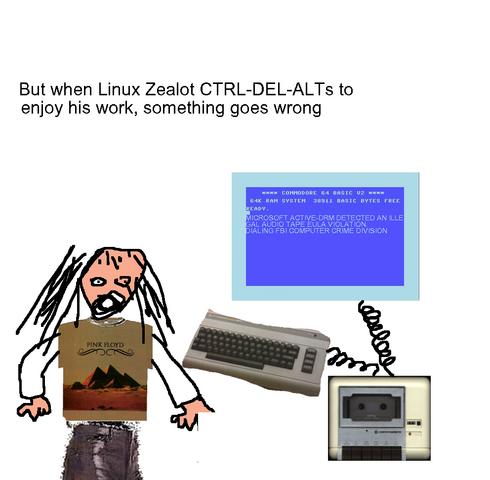 But when Linux Zealot CTRL-DEL-ALTs to
enjoy his work, something goes wrong
**** COMMODORE 64 BASIC V2 ****
64K RAM SYSTEM 38911 BASIC BYTES FREE
READY.
MICROSOFT ACTIVE-DRM DETECTED AN ILLE
GAL AUDIO TAPE EULA VIOLATION
DIALING FBI COMPUTER CRIME DIVISION
PINK FLOYD